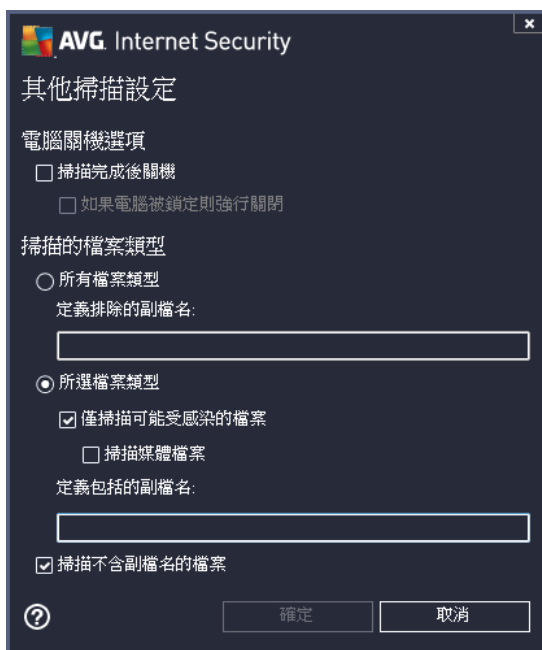 AVG. Internet Security
其他掃描設定
電腦關機選項
掃描完成後關機
如果電腦被鎖定則強行關閉
掃描的檔案類型
所有檔案類型
定義排除的副檔名:
所選檔案類型
僅掃描可能受感染的檔案
掃描媒體檔案
定義包括的副檔名:
掃描不含副檔名的檔案
確定
取消